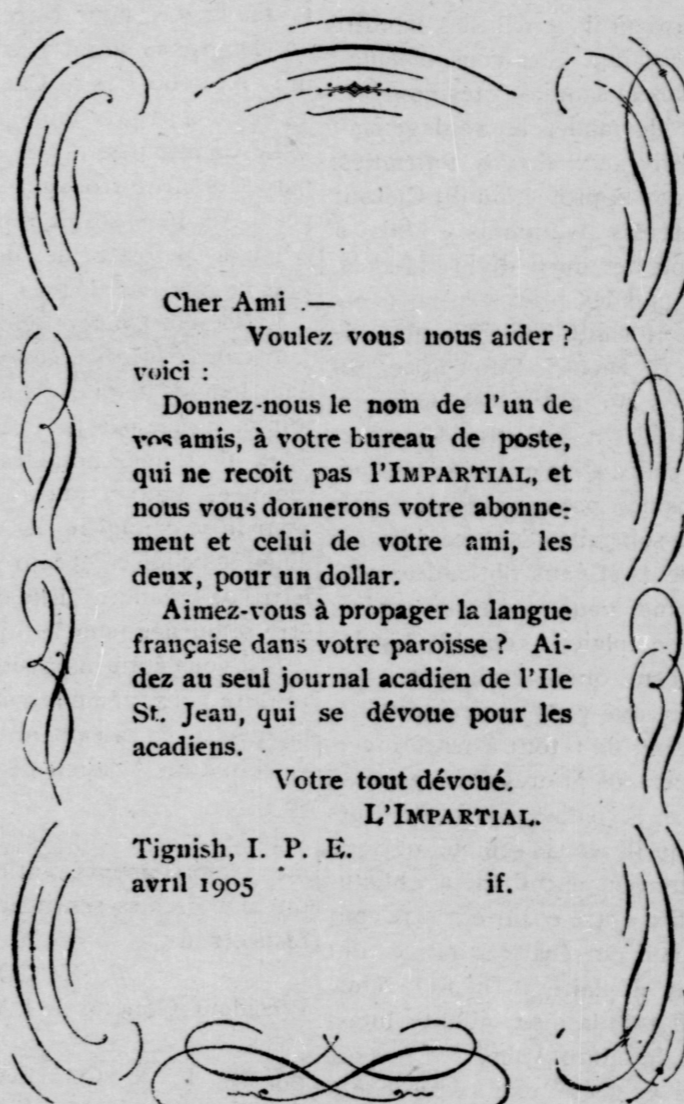 Cher Ami .—
Voulez vous nous aider ?
voici :
Donnez-nous le nom de l'un de
vos amis, à votre bureau de poste,
qui ne recoit pas l'IMPARTIAL, et
nous vous donnerons votre abonne-
ment et celui de votre ami, les
deux, pour un dollar.
Aimez-vous à propager la langue
française dans votre paroisse ? Ai-
dez au seul journal acadien de l'Ile
St. Jean, qui se dévoue pour les
acadiens.
Votre tout dévoué.
L'IMPARTIAL.
Tignish, I. P. E.
avril 1905 if.